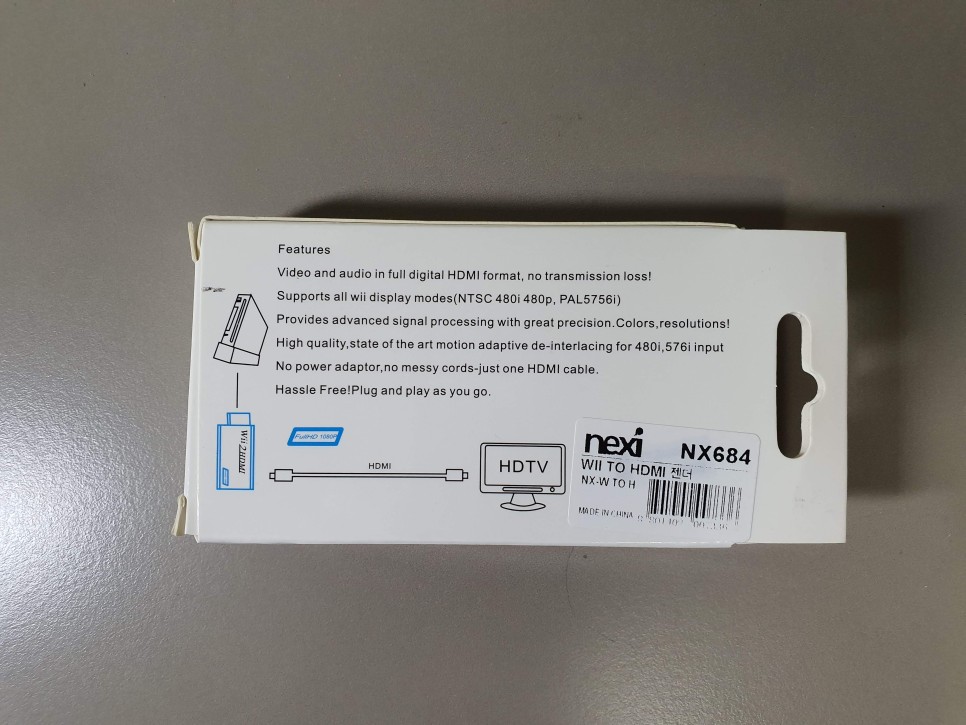 Features
Video and audio in full digital HDMI format, no transmission loss!
Supports all wii display modes(NTSC 480i 480p, PAL5756i)
Provides advanced signal processing with great precision.Colors,resolutions!
High quality,state of the art motion adaptive de-interlacing for 480i,576i input
No power adaptor,no messy cords-just one HDMI cable.
Hassle Free!Plug and play as you go.
Wii 2HDMI
FullHD 1080P
HDMI
HDTV
nexi NX684
WII TO HDMI 젠더
NX-W TO H
MADE IN CHINA